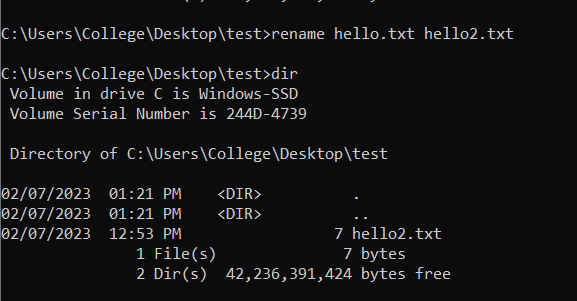 C:\Users\College\Desktop\test>rename hello.txt hello2.txt
C:\Users\College\Desktop\test>dir
 Volume in drive C is Windows-SSD
 Volume Serial Number is 244D-4739
 Directory of C:\Users\College\Desktop\test
02/07/2023  01:21 PM    <DIR>          .
02/07/2023  01:21 PM    <DIR>          ..
02/07/2023  12:53 PM                 7 hello2.txt
               1 File(s)              7 bytes
               2 Dir(s)  42,236,391,424 bytes free